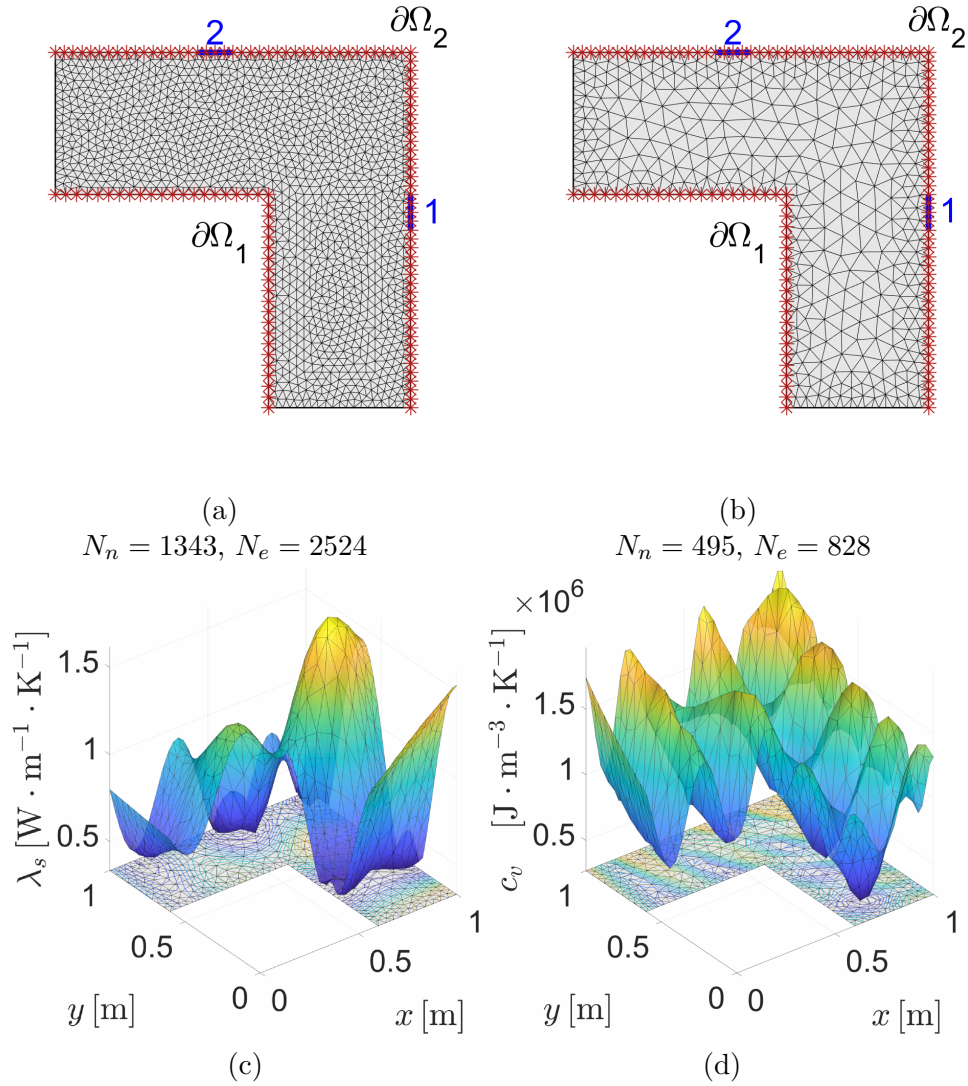 2
∂Ω₂
1
∂Ω₁
(a)
N_n = 1343, N_e = 2524
2
∂Ω₂
1
∂Ω₁
(b)
N_n = 495, N_e = 828
λ_s [W · m⁻¹ · K⁻¹]
1.5
1
0.5
1
0.5
0
y [m]
0
0.5
1
x [m]
(c)
×10⁶
c_v [J · m⁻³ · K⁻¹]
1.5
1
0.5
1
0.5
0
y [m]
0
0.5
1
x [m]
(d)